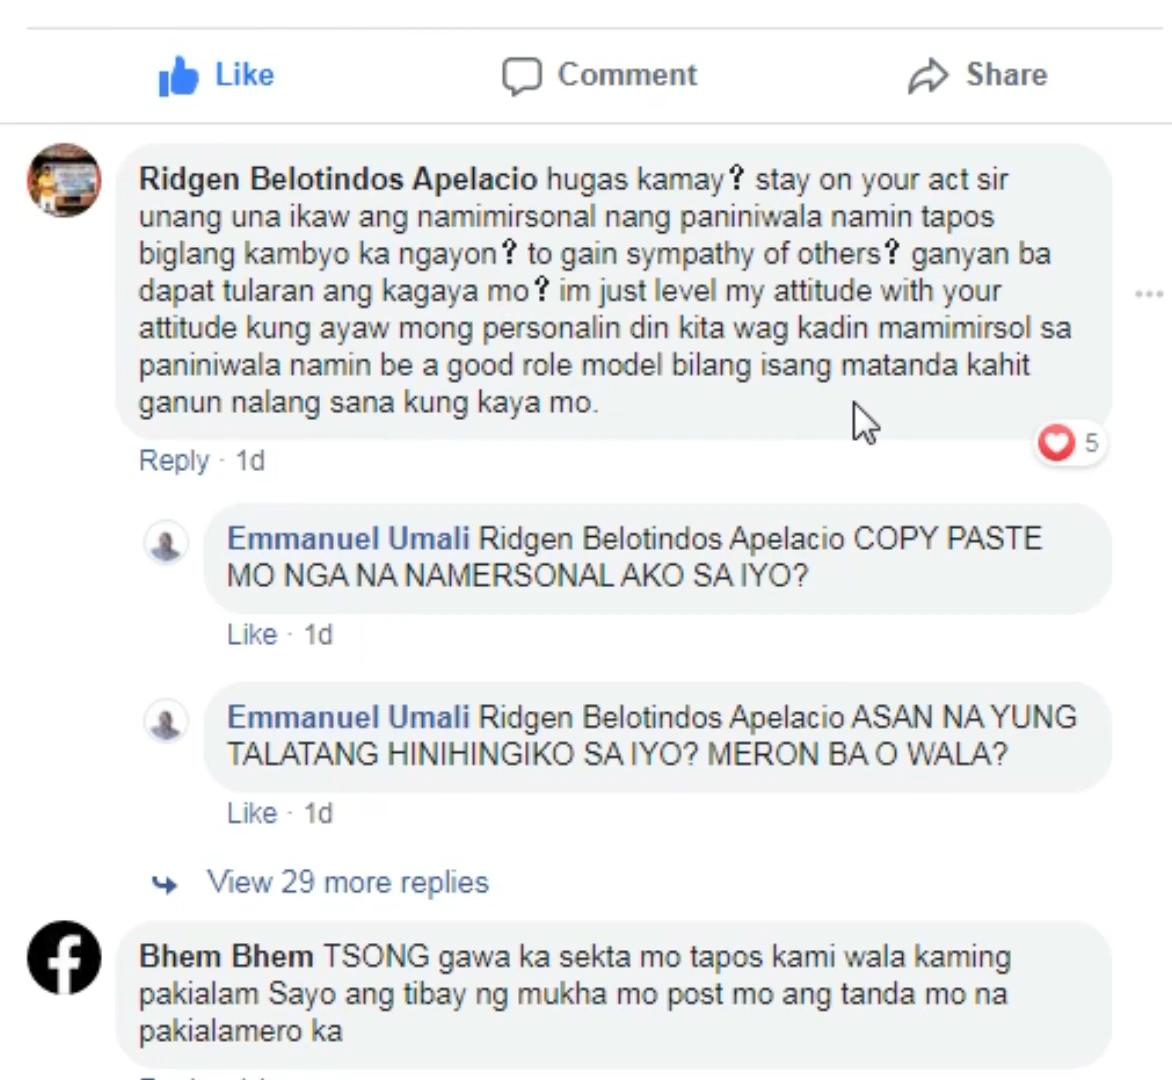 Like Comment Share
Ridgen Belotindos Apelacio hugas kamay? stay on your act sir
unang una ikaw ang namimirsonal nang paniniwala namin tapos
biglang kambyo ka ngayon? to gain sympathy of others? ganyan ba
dapat tularan ang kagaya mo? im just level my attitude with your
attitude kung ayaw mong personalin din kita wag kadin mamimirsol sa
paniniwala namin be a good role model bilang isang matanda kahit
ganun nalang sana kung kaya mo.
5
Reply · 1d
Emmanuel Umali Ridgen Belotindos Apelacio COPY PASTE
MO NGA NA NAMERSONAL AKO SA IYO?
Like · 1d
Emmanuel Umali Ridgen Belotindos Apelacio ASAN NA YUNG
TALATANG HINIHINGIKO SA IYO? MERON BA O WALA?
Like · 1d
View 29 more replies
Bhem Bhem TSONG gawa ka sekta mo tapos kami wala kaming
pakialam Sayo ang tibay ng mukha mo post mo ang tanda mo na
pakialamero ka